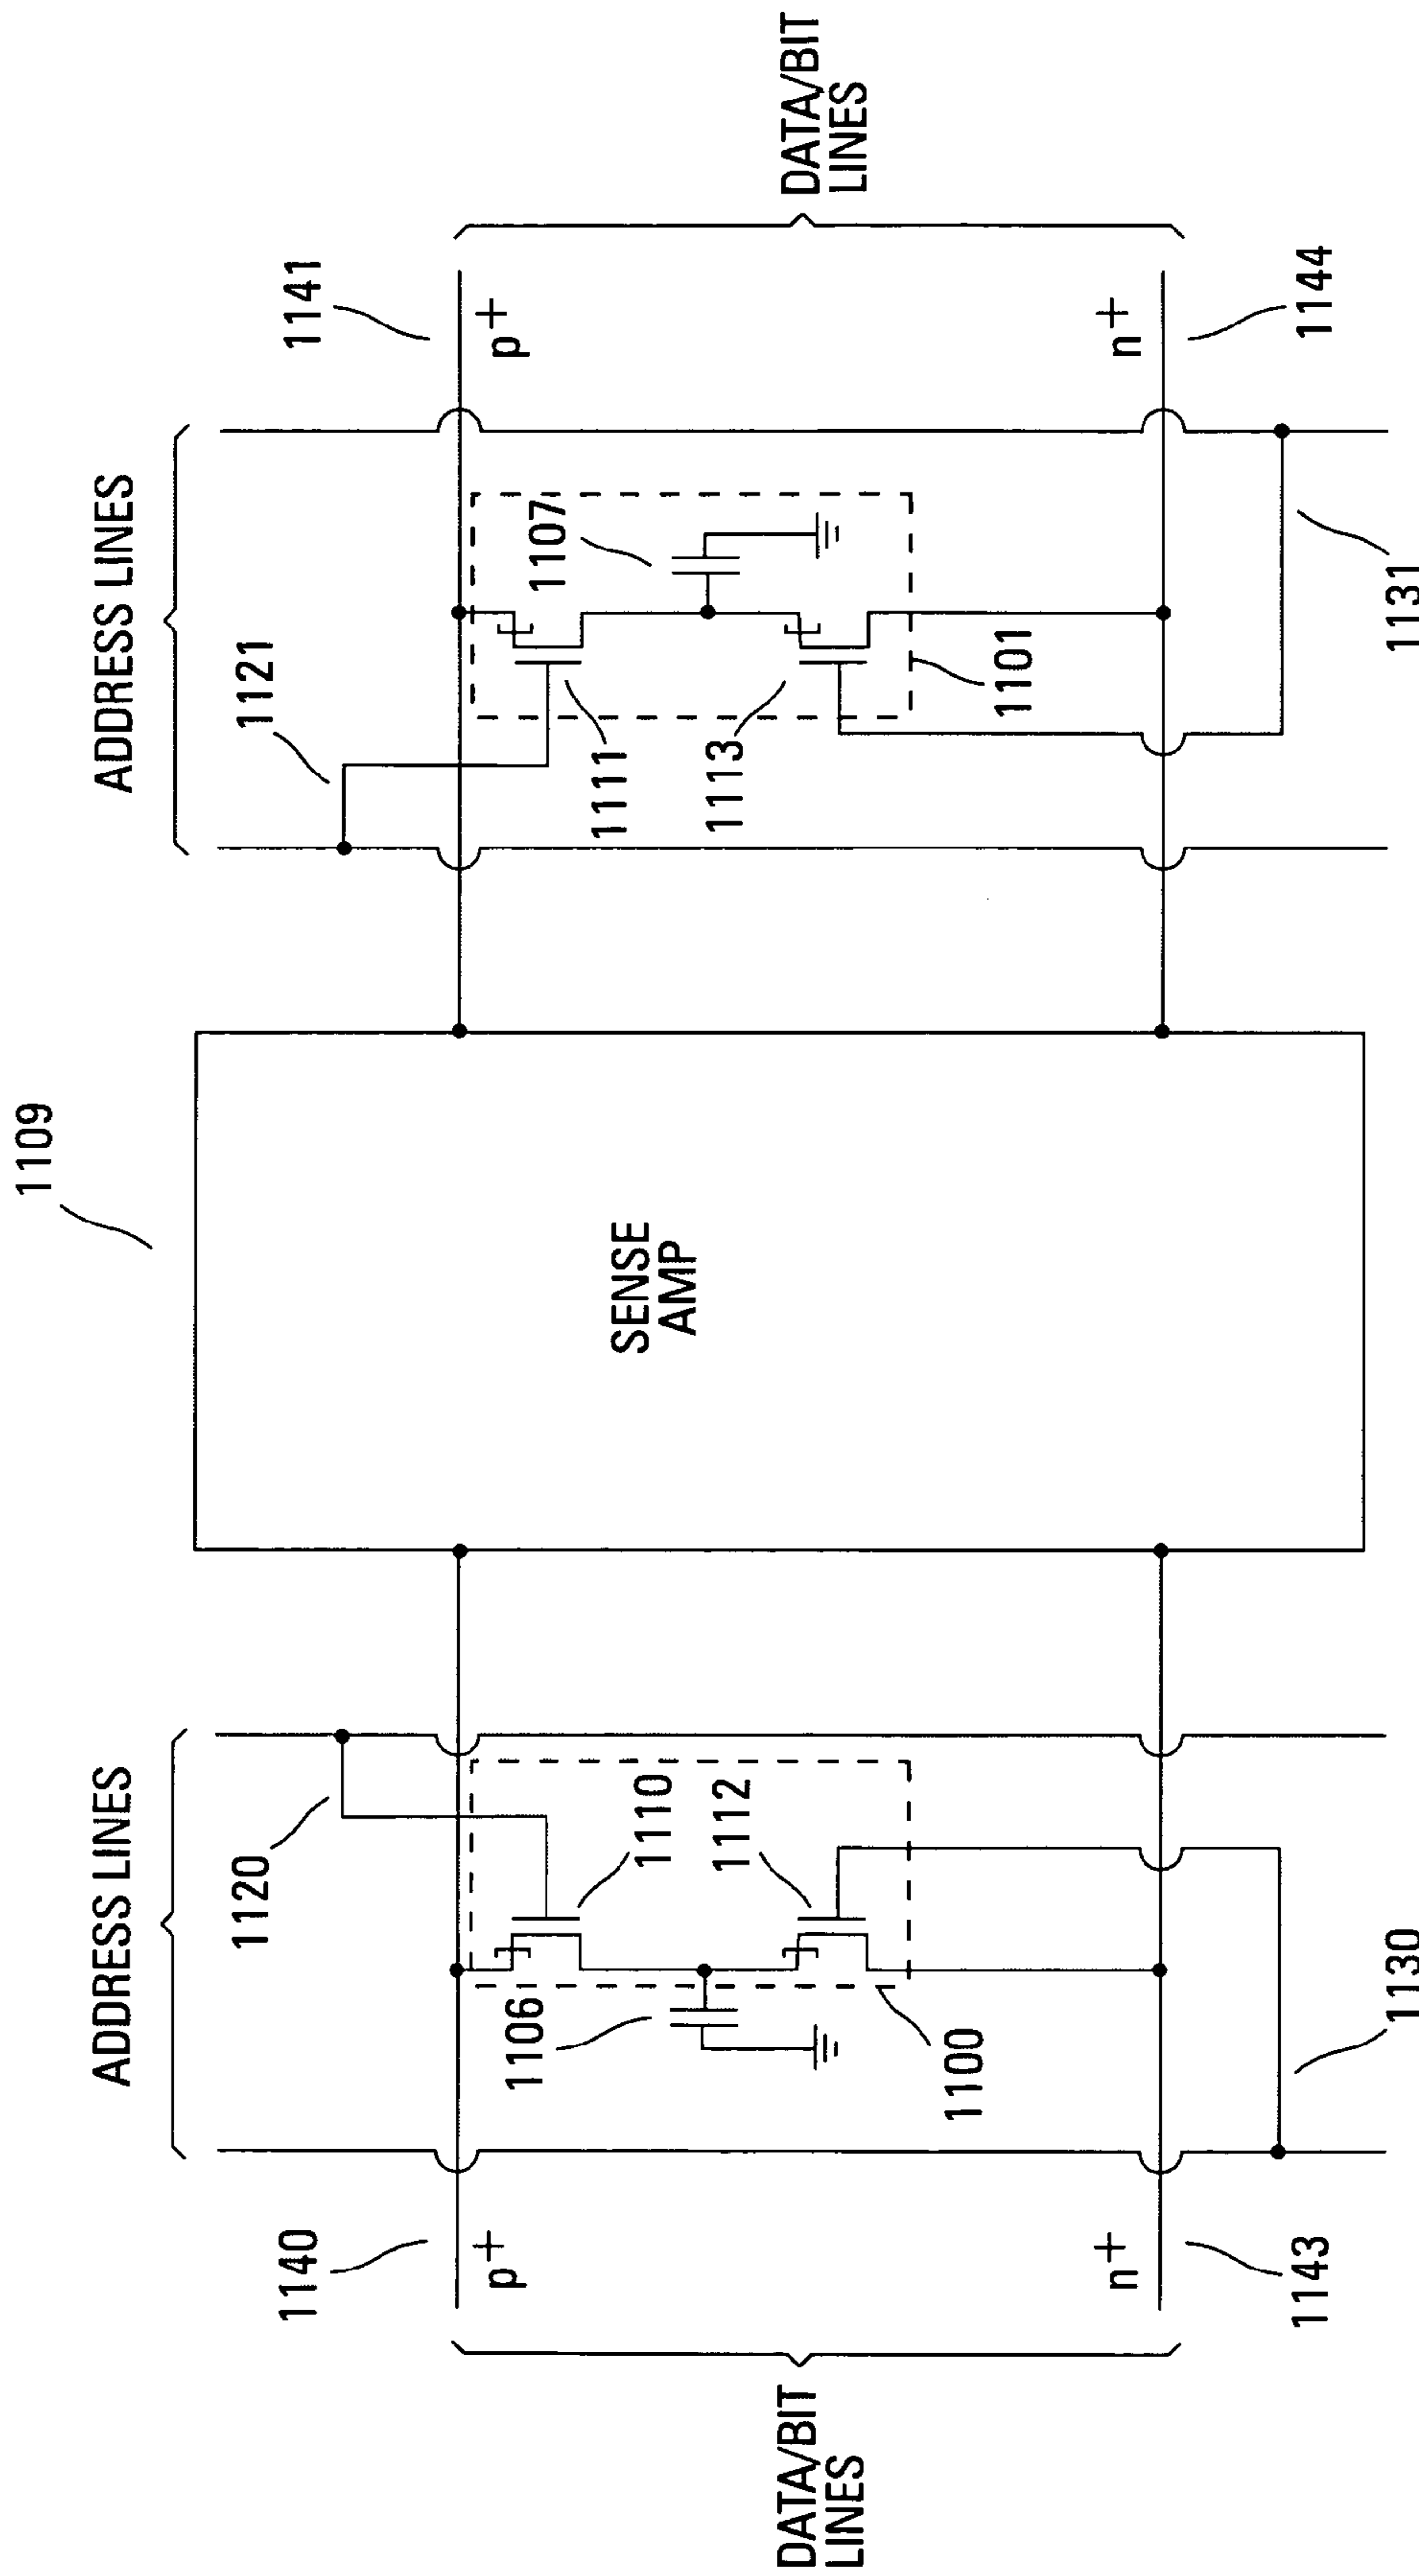 1109
ADDRESS LINES
ADDRESS LINES
1120
1121
1140
1141
p+
p+
1106
1107
1110
1111
SENSE
AMP
1112
1113
DATA/BIT
LINES
DATA/BIT
LINES
1100
1101
n+
n+
1143
1144
1130
1131